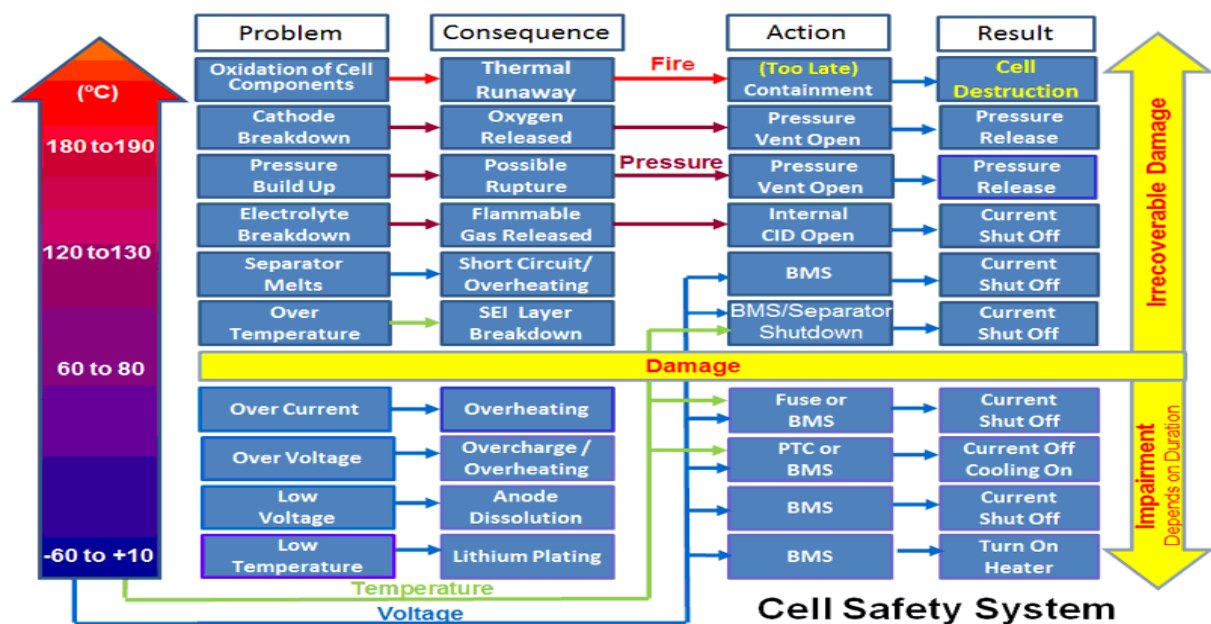 Problem
Consequence
Action
Result
(°C)
Oxidation of Cell
Components
Thermal
Runaway
Fire
(Too Late)
Containment
Cell
Destruction
180 to190
Cathode
Breakdown
Oxygen
Released
Pressure
Vent Open
Pressure
Release
Pressure
Build Up
Possible
Rupture
Pressure
Pressure
Vent Open
Pressure
Release
120 to130
Electrolyte
Breakdown
Flammable
Gas Released
Internal
CID Open
Current
Shut Off
Separator
Melts
Short Circuit/
Overheating
BMS
Current
Shut Off
Over
Temperature
SEI Layer
Breakdown
BMS/Separator
Shutdown
Current
Shut Off
Irrecoverable Damage
60 to 80
Damage
Over Current
Overheating
Fuse or
BMS
Current
Shut Off
Over Voltage
Overcharge /
Overheating
PTC or
BMS
Current Off
Cooling On
Low
Voltage
Anode
Dissolution
BMS
Current
Shut Off
-60 to +10
Low
Temperature
Lithium Plating
BMS
Turn On
Heater
Impairment
Depends on Duration
Temperature
Voltage
Cell Safety System